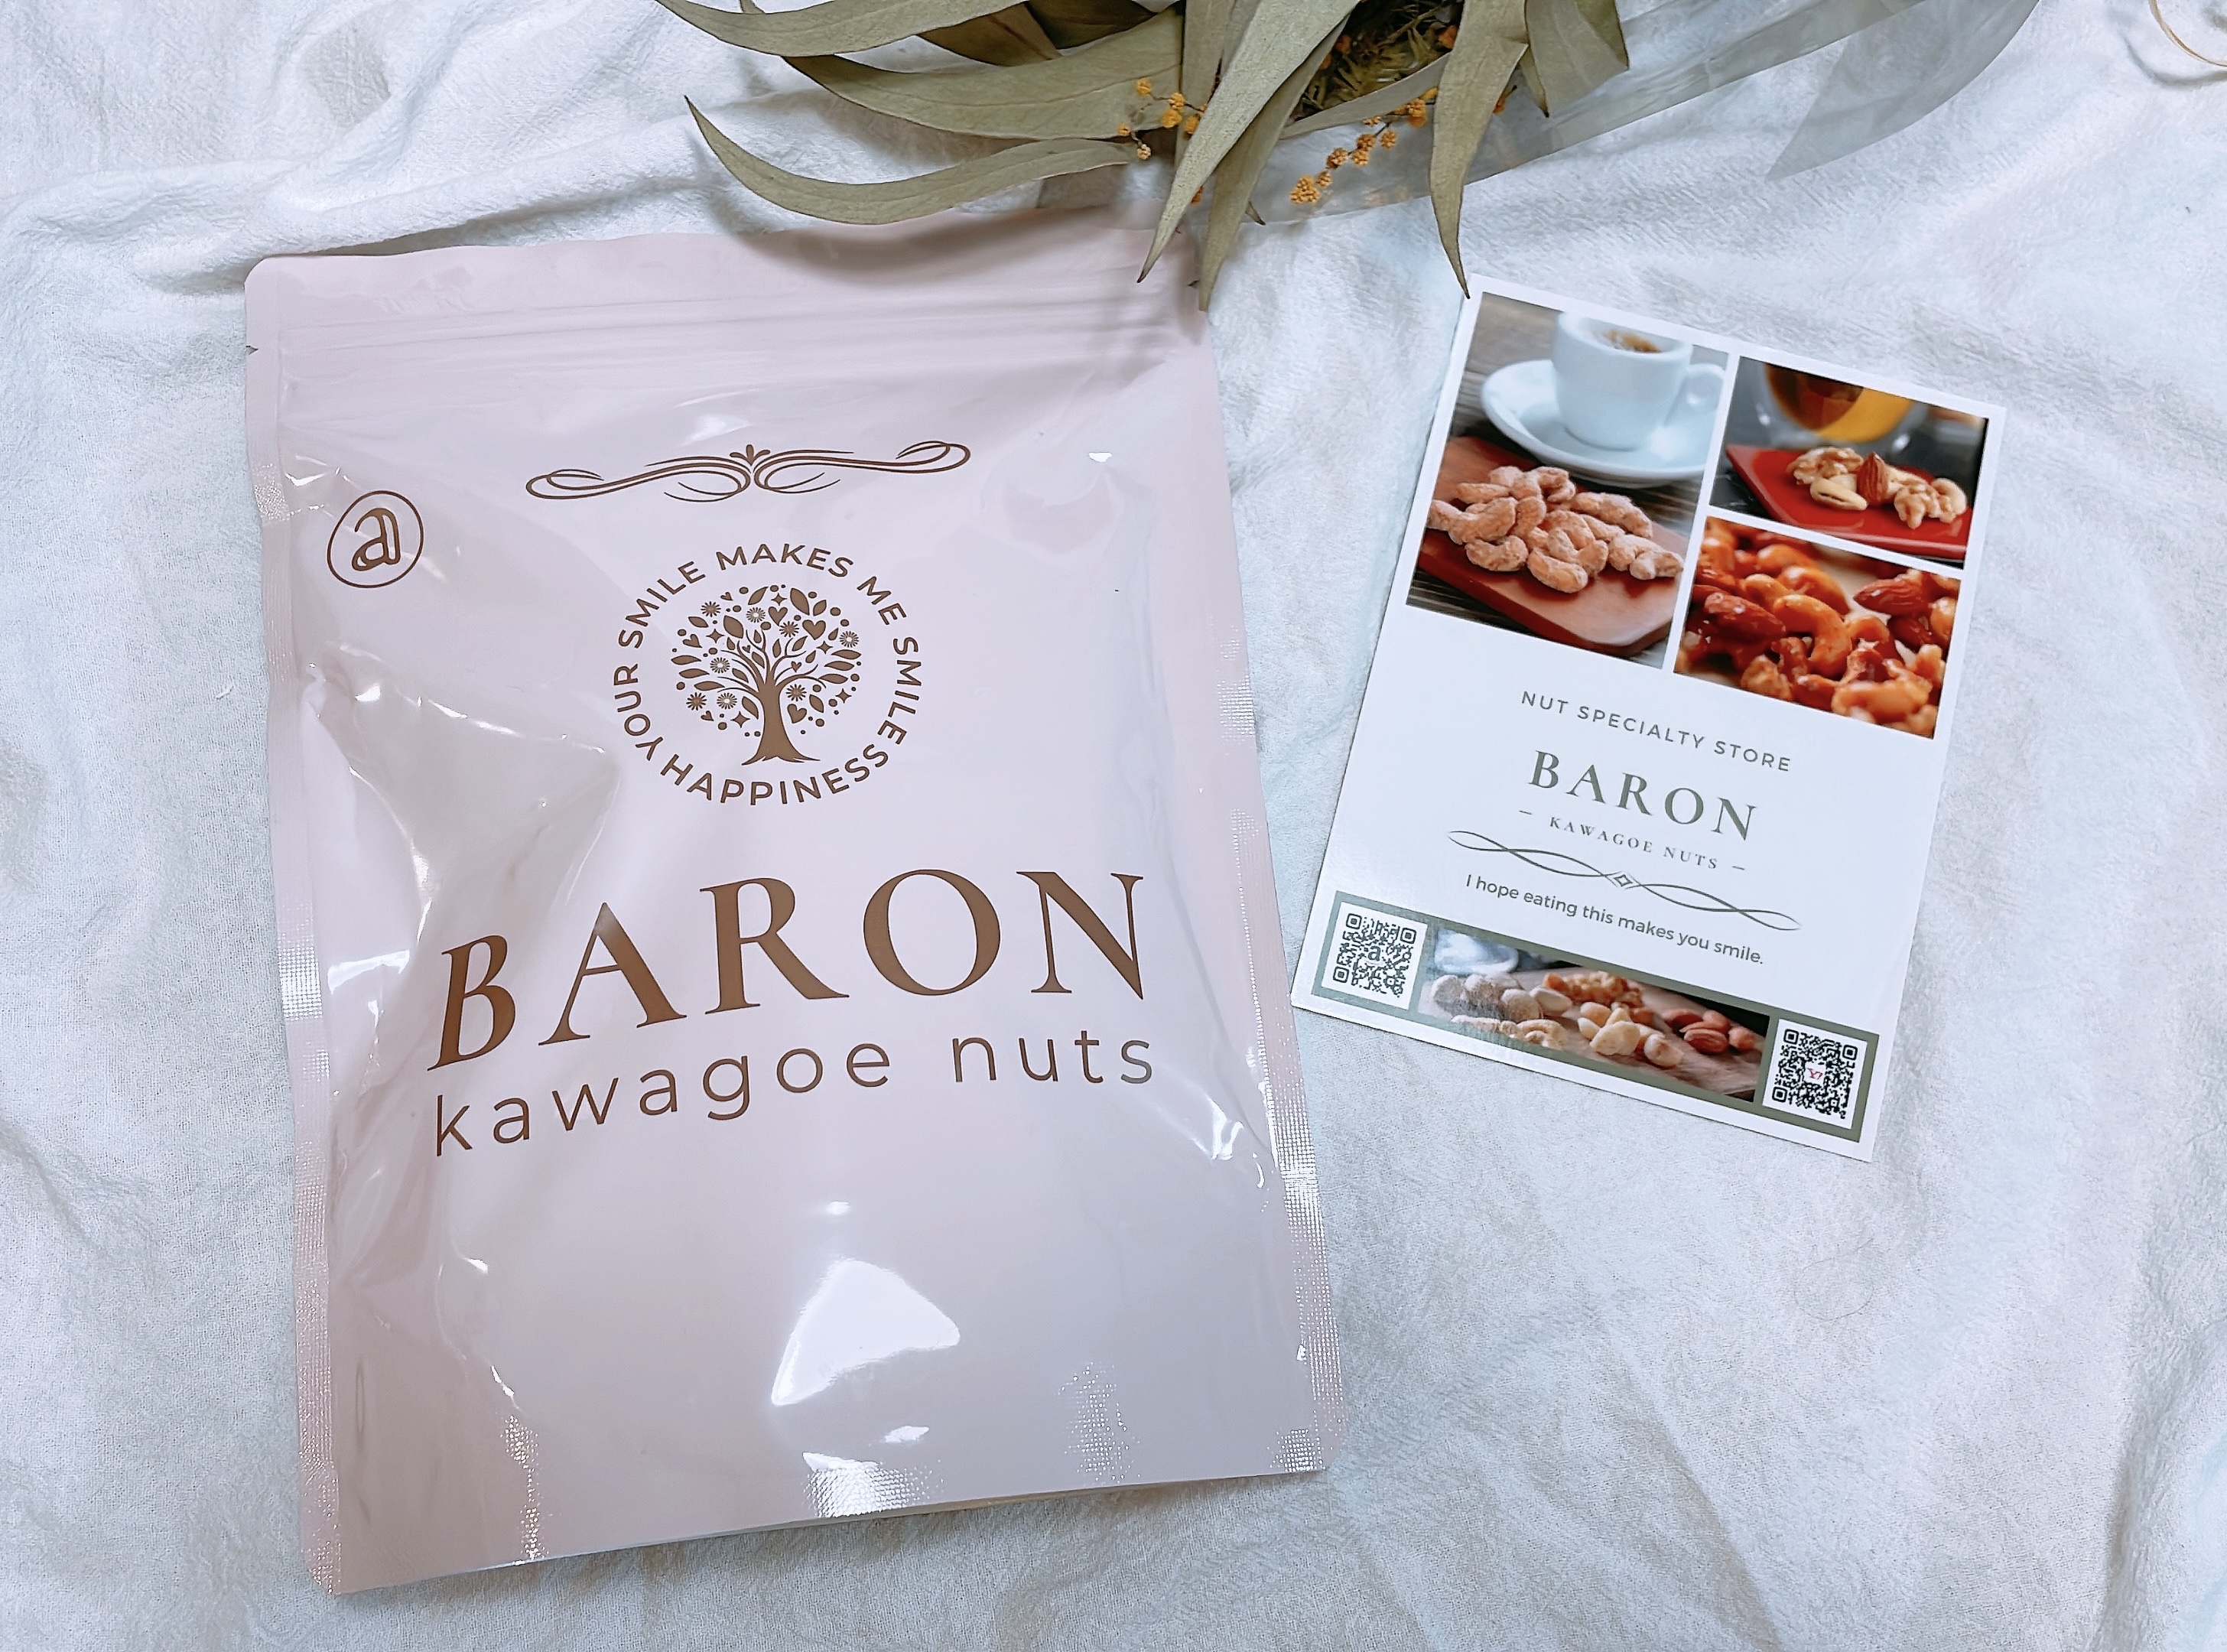 a
YOUR SMILE MAKES ME SMILE
HAPPINESS
BARON
kawagoe nuts
NUT SPECIALTY STORE
BARON
– KAWAGOE NUTS –
I hope eating this makes you smile.
a